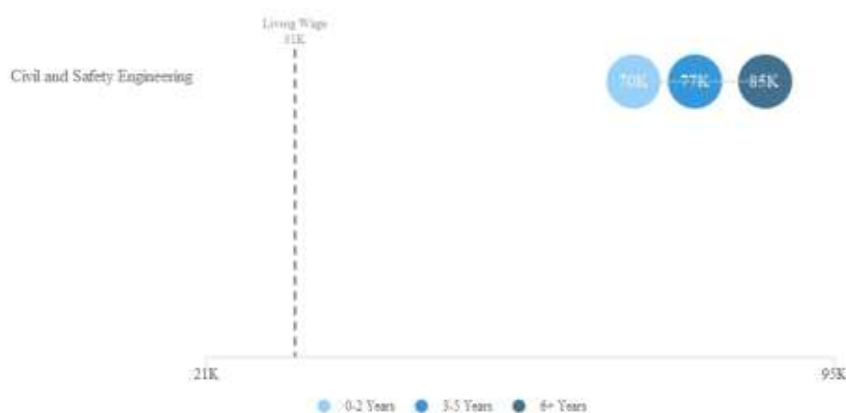 Living Wage
31K
Civil and Safety Engineering
70K 77K 85K
21K 95K
0-2 Years 3-5 Years 6+ Years